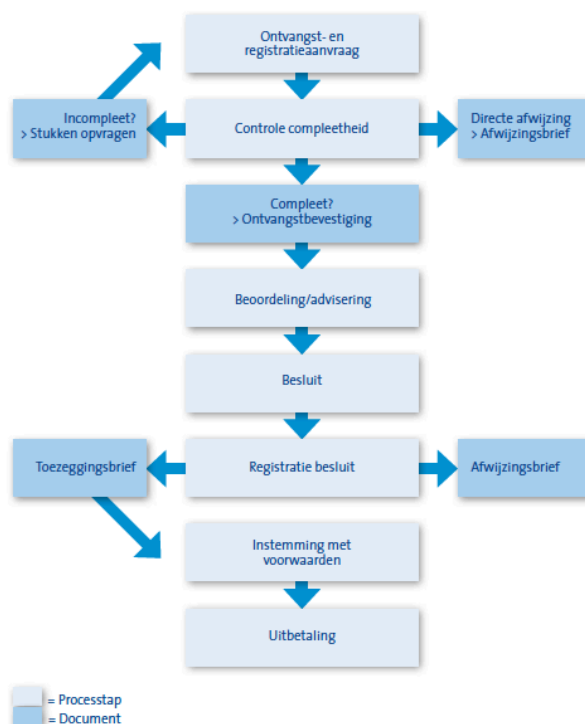 Ontvangst- en
registratieaanvraag
Incompleet?
> Stukken opvragen
Controle compleetheid
Directe afwijzing
> Afwijzingsbrief
Compleet?
> Ontvangstbevestiging
Beoordeling/advisering
Besluit
Toezeggingsbrief
Registratie besluit
Afwijzingsbrief
Instemming met
voorwaarden
Uitbetaling
= Processtap
= Document